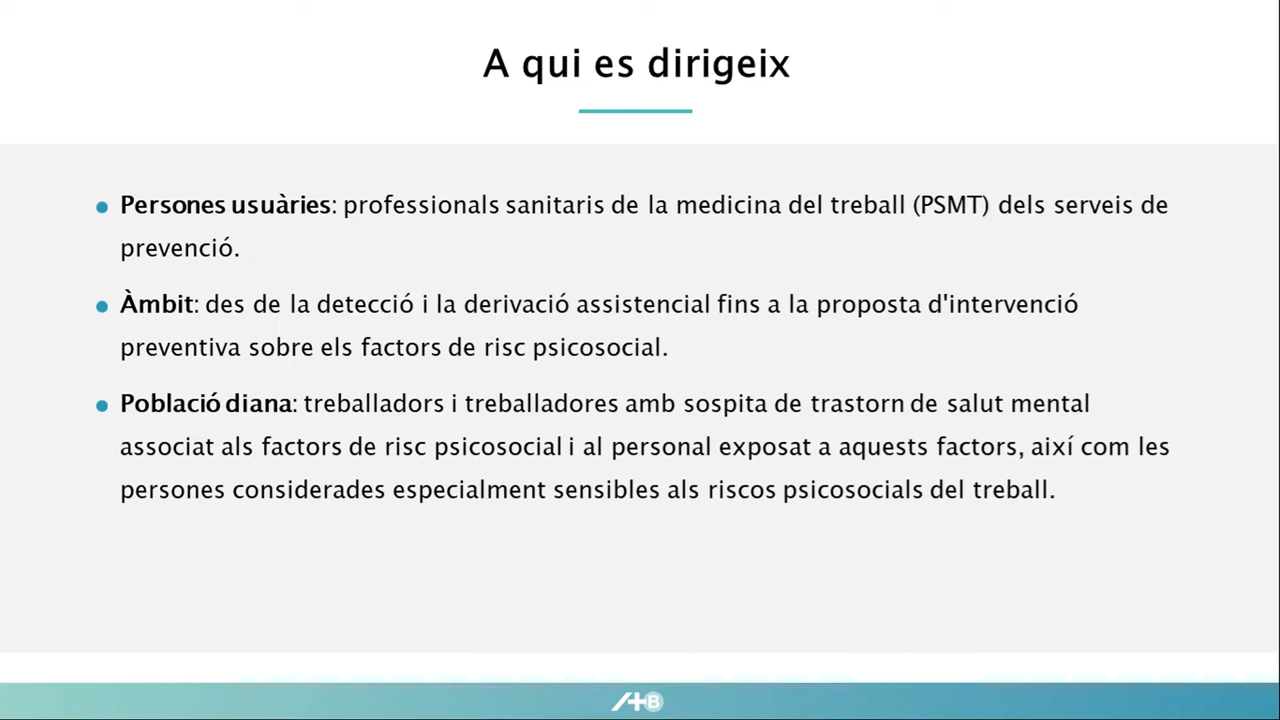 A qui es dirigeix
Persones usuàries: professionals sanitaris de la medicina del treball (PSMT) dels serveis de
prevenció.
Àmbit: des de la detecció i la derivació assistencial fins a la proposta d'intervenció
preventiva sobre els factors de risc psicosocial.
Població diana: treballadors i treballadores amb sospita de trastorn de salut mental
associat als factors de risc psicosocial i al personal exposat a aquests factors, així com les
persones considerades especialment sensibles als riscos psicosocials del treball.
B